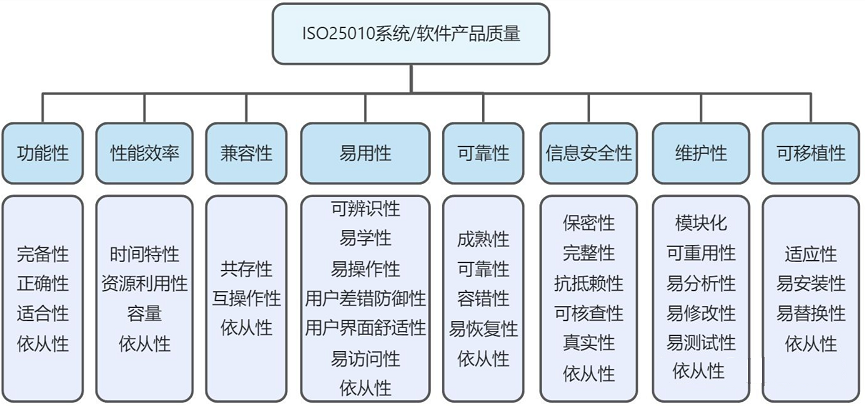 ISO25010系统/软件产品质量
功能性
性能效率
兼容性
易用性
可靠性
信息安全性
维护性
可移植性
完备性
正确性
适合性
依从性
时间特性
资源利用性
容量
依从性
共存性
互操作性
依从性
可辨识性
易学性
易操作性
用户差错防御性
用户界面舒适性
易访问性
依从性
成熟性
可靠性
容错性
易恢复性
依从性
保密性
完整性
抗抵赖性
可核查性
真实性
依从性
模块化
可重用性
易分析性
易修改性
易测试性
依从性
适应性
易安装性
易替换性
依从性